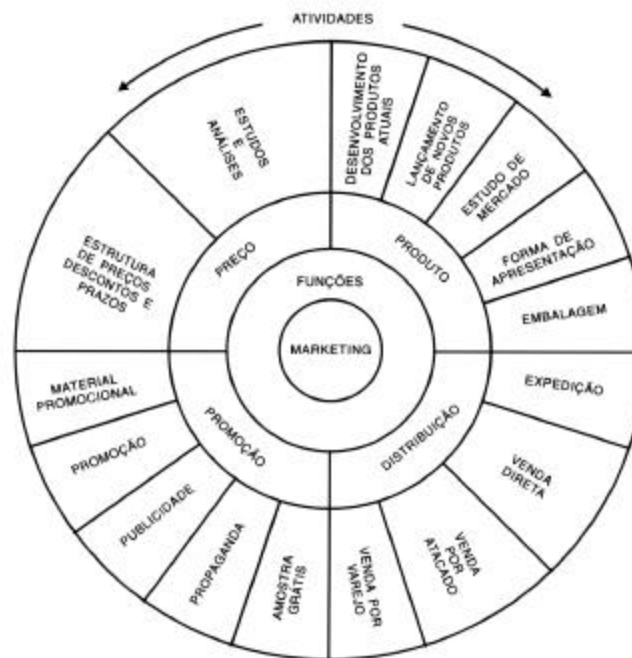 ATIVIDADES
ESTUDOS
E
ANÁLISES
DESENVOLVIMENTO
DOS PRODUTOS
ATUAIS
LANÇAMENTO
DE NOVOS
PRODUTOS
ESTUDO DE
MERCADO
FORMA DE
APRESENTAÇÃO
EMBALAGEM
ESTRUTURA
DE PREÇOS
DESCONTOS E
PRAZOS
PREÇO
PRODUTO
FUNÇÕES
MARKETING
PROMOÇÃO
DISTRIBUIÇÃO
MATERIAL
PROMOCIONAL
PROMOÇÃO
PUBLICIDADE
PROPAGANDA
AMOSTRA
GRÁTIS
VENDA POR
VAREJO
VENDA
POR
ATACADO
VENDA
DIRETA
EXPEDIÇÃO